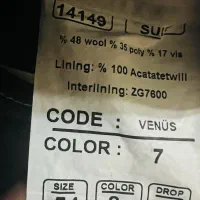 14149
% 48 wool % 35 poly % 17 vis
Lining: % 100 Acatatetwill
Interlining: ZG7600
CODE : VENÜS
COLOR : 7
SIZE COLOR DROP